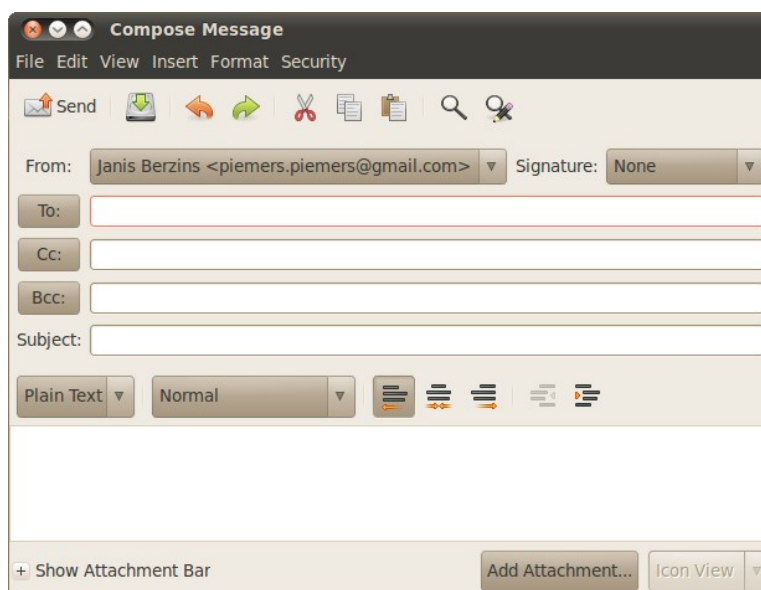 Compose Message
File Edit View Insert Format Security
Send
From: Janis Berzins <piemers.piemers@gmail.com> Signature: None
To:
Cc:
Bcc:
Subject:
Plain Text Normal
Show Attachment Bar Add Attachment... Icon View